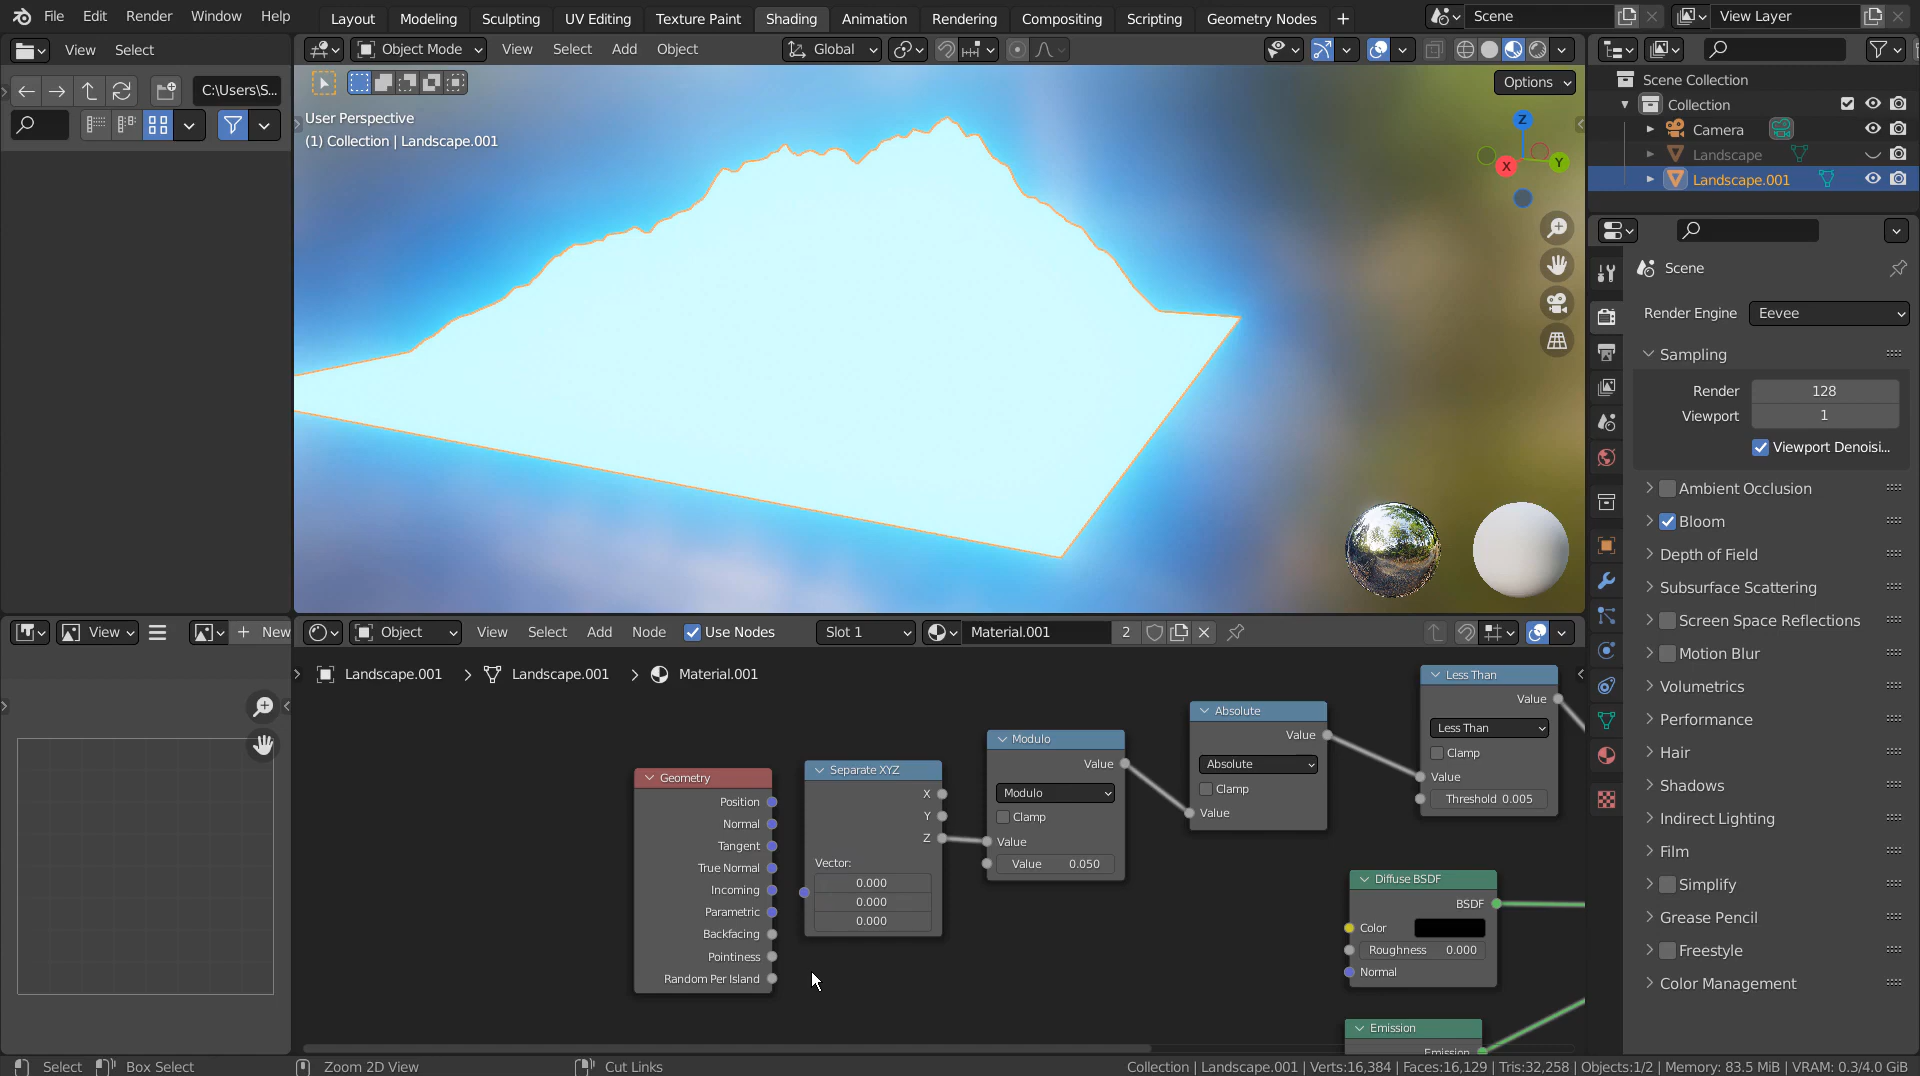 File Edit Render Window Help Layout Modeling Sculpting UV Editing Texture Paint Shading Animation Rendering Compositing Scripting Geometry Nodes + Scene View Layer
View Select
Object Mode View Select Add Object Global
C:\Users\S...
Options
User Perspective
(1) Collection | Landscape.001
Z
X
Y
Scene Collection
Collection
Camera
Landscape
Landscape.001
Scene
Render Engine Eevee
Sampling
Render 128
Viewport 1
Viewport Denoisi...
Ambient Occlusion
Bloom
Depth of Field
Subsurface Scattering
Screen Space Reflections
Motion Blur
Volumetrics
Performance
Hair
Shadows
Indirect Lighting
Film
Simplify
Grease Pencil
Freestyle
Color Management
View + New
Object View Select Add Node Use Nodes Slot 1 Material.001 2
Landscape.001 > Landscape.001 > Material.001
Geometry
Position
Normal
Tangent
True Normal
Incoming
Parametric
Backfacing
Pointiness
Random Per Island
Separate XYZ
X
Y
Z
Vector:
0.000
0.000
0.000
Modulo
Value
Modulo
Clamp
Value
Value 0.050
Absolute
Value
Absolute
Clamp
Value
Less Than
Value
Less Than
Clamp
Value
Threshold 0.005
Diffuse BSDF
BSDF
Color
Roughness 0.000
Normal
Emission
Emission
Select Box Select Zoom 2D View Cut Links Collection | Landscape.001 | Verts:16,384 | Faces:16,129 | Tris:32,258 | Objects:1/2 | Memory: 83.5 MiB | VRAM: 0.3/4.0 GiB